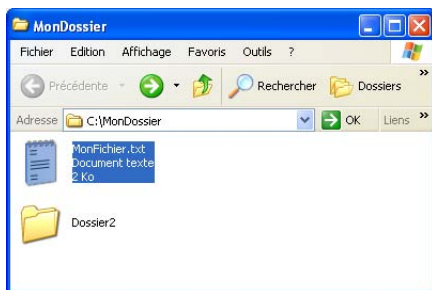 MonDossier
Fichier Edition Affichage Favoris Outils ?
Précédente Rechercher Dossiers »
Adresse C:\MonDossier OK Liens »
MonFichier.txt
Document texte
2 Ko
Dossier2